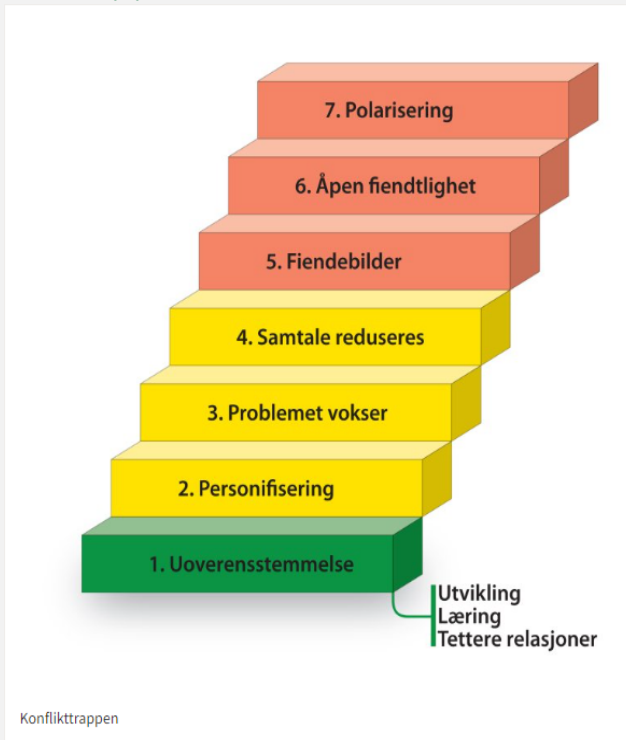 7. Polarisering
6. Åpen fiendtlighet
5. Fiendebilder
4. Samtale reduseres
3. Problemet vokser
2. Personifisering
1. Uoverensstemmelse
Utvikling
Læring
Tettere relasjoner
Konflikttrappen